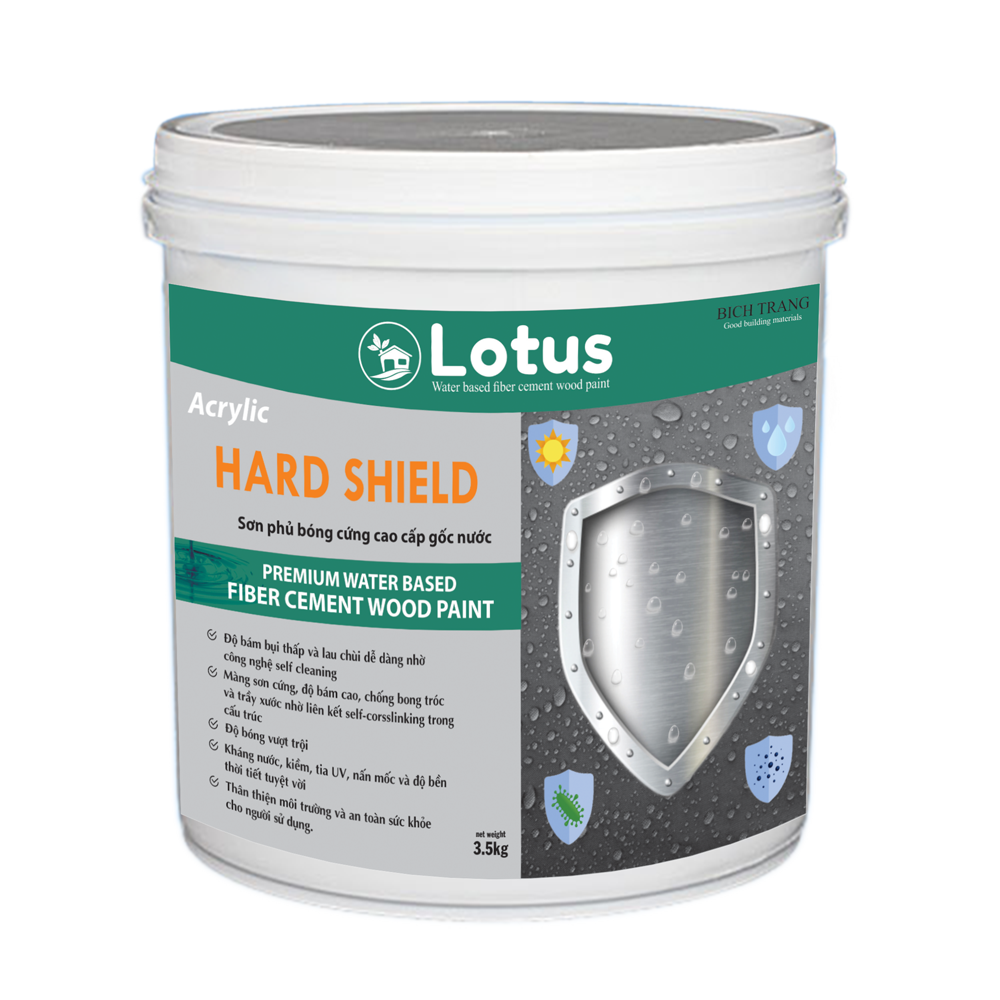 BICH TRANG
Good building materials
Lotus
Water based fiber cement wood paint
Acrylic
HARD SHIELD
Sơn phủ bóng cứng cao cấp gốc nước
PREMIUM WATER BASED
FIBER CEMENT WOOD PAINT
Độ bám bụi thấp và lau chùi dễ dàng nhờ
công nghệ self cleaning
Màng sơn cứng, độ bám cao, chống bong tróc
và trầy xước nhờ liên kết self-corsslinking trong
cấu trúc
Độ bóng vượt trội
Kháng nước, kiềm, tia UV, nấn mốc và độ bền
thời tiết tuyệt vời
Thân thiện môi trường và an toàn sức khỏe
cho người sử dụng.
net weight
3.5kg